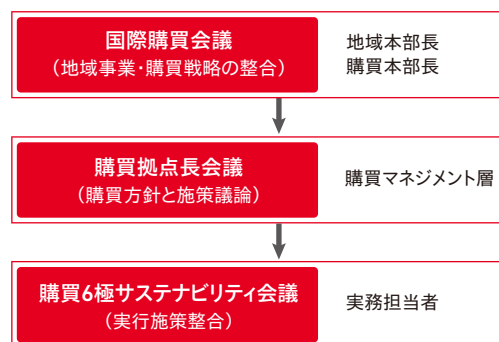 国際購買会議
(地域事業・購買戦略の整合)
地域本部長
購買本部長
購買拠点長会議
(購買方針と施策議論)
購買マネジメント層
購買6極サステナビリティ会議
(実行施策整合)
実務担当者